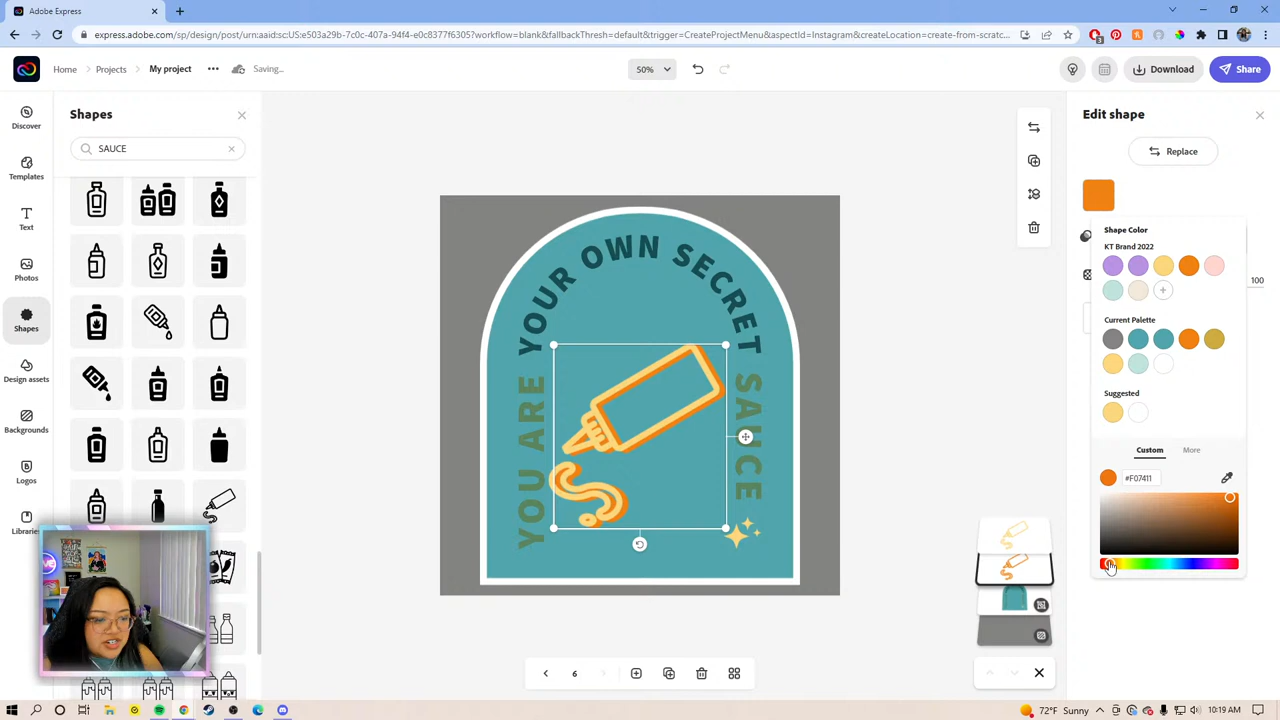 Adobe Express
express.adobe.com/sp/design/post/urn:aaid:sc:US:e503a29b-7c0c-407a-94f4-0c8377f6305?workflow=blank&fallbackThresh=default&trigger=CreateProjectMenu&aspectId=Instagram&createLocation=create-from-scratc...
Home
Projects
My project
Saving...
50%
Download
Share
Discover
Templates
Text
Photos
Shapes
Design assets
Backgrounds
Logos
Libraries
Shapes
SAUCE
YOU ARE YOUR OWN SECRET SAUCE
6
Edit shape
Replace
Shape Color
KT Brand 2022
100
Current Palette
Suggested
Custom
More
#F07411
72°F Sunny
10:19 AM